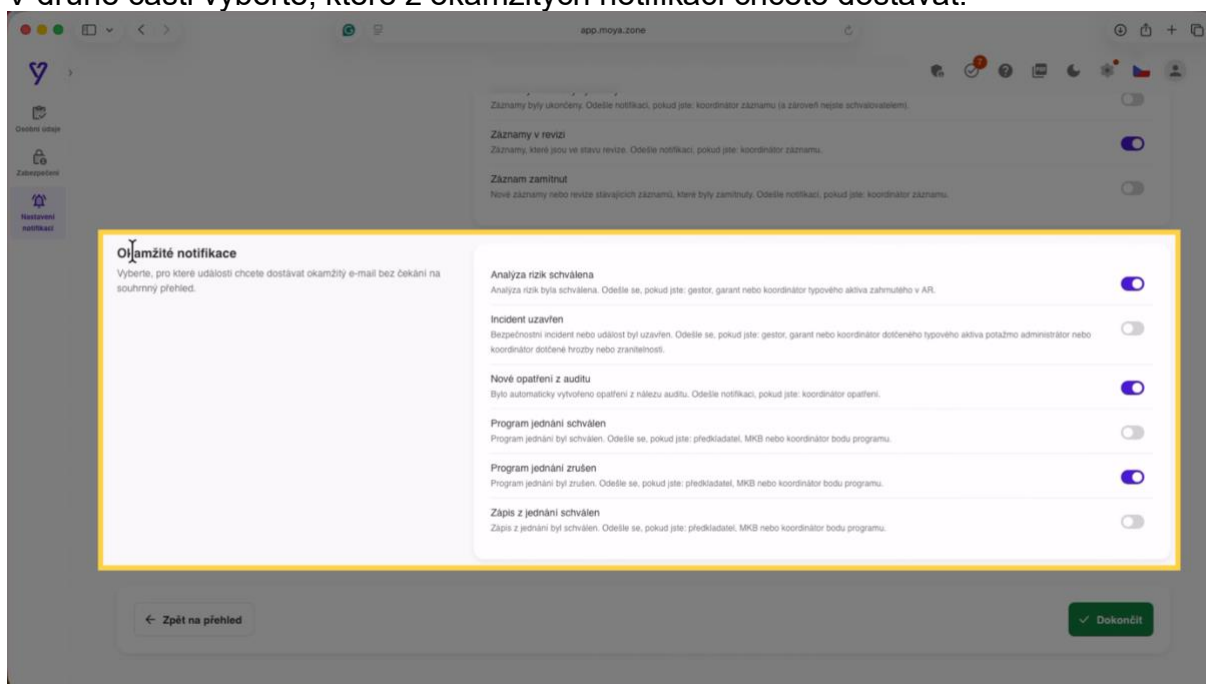 V druhé části vyberte, které z okamžitých notifikací chcete dostávat.
app.moya.zone
7
Osobní údaje
Zabezpečení
Nastavení
notifikací
Záznamy byly ukončeny. Odešle notifikaci, pokud jste: koordinátor záznamu (a zároveň nejste schvalovatelem).
Záznamy v revizi
Záznamy, které jsou ve stavu revize. Odešle notifikaci, pokud jste: koordinátor záznamu.
Záznam zamítnut
Nové záznamy nebo revize stávajících záznamů, které byly zamítnuty. Odešle notifikaci, pokud jste: koordinátor záznamu.
Okamžité notifikace
Vyberte, pro které události chcete dostávat okamžitý e-mail bez čekání na
souhrnný přehled.
Analýza rizik schválena
Analýza rizik byla schválena. Odešle se, pokud jste: gestor, garant nebo koordinátor typového aktiva zahrnutého v AR.
Incident uzavřen
Bezpečnostní incident nebo událost byl uzavřen. Odešle se, pokud jste: gestor, garant nebo koordinátor dotčeného typového aktiva potažmo administrátor nebo
koordinátor dotčené hrozby nebo zranitelnosti.
Nové opatření z auditu
Bylo automaticky vytvořeno opatření z nálezu auditu. Odešle notifikaci, pokud jste: koordinátor opatření.
Program jednání schválen
Program jednání byl schválen. Odešle se, pokud jste: předkladatel, MKB nebo koordinátor bodu programu.
Program jednání zrušen
Program jednání byl zrušen. Odešle se, pokud jste: předkladatel, MKB nebo koordinátor bodu programu.
Zápis z jednání schválen
Zápis z jednání byl schválen. Odešle se, pokud jste: předkladatel, MKB nebo koordinátor bodu programu.
← Zpět na přehled
✓ Dokončit